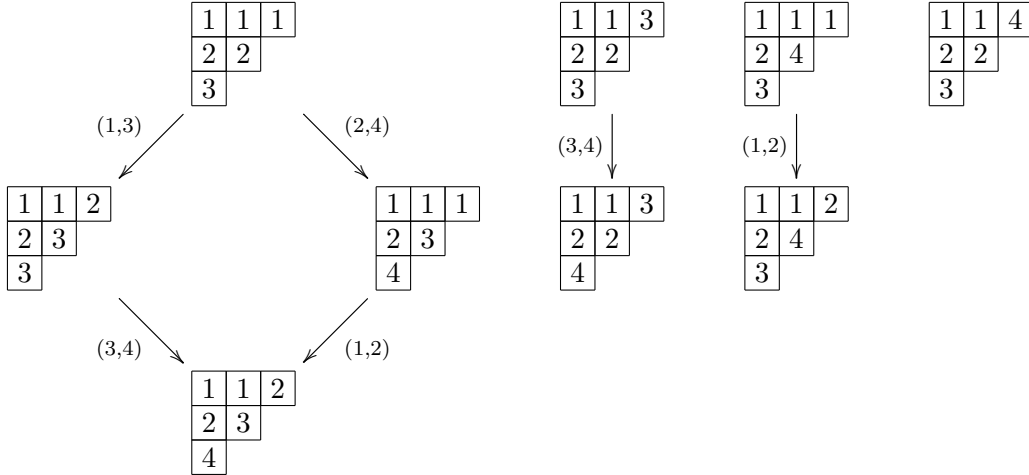 1 1 1 1 1 3 1 1 1 1 1 4
2 2 2 2 2 4 2 2
3 3 3 3
(1,3) (2,4) (3,4) (1,2)
1 1 2 1 1 1 1 1 3 1 1 2
2 3 2 3 2 2 2 4
3 4 4 3
(3,4) (1,2)
1 1 2
2 3
4